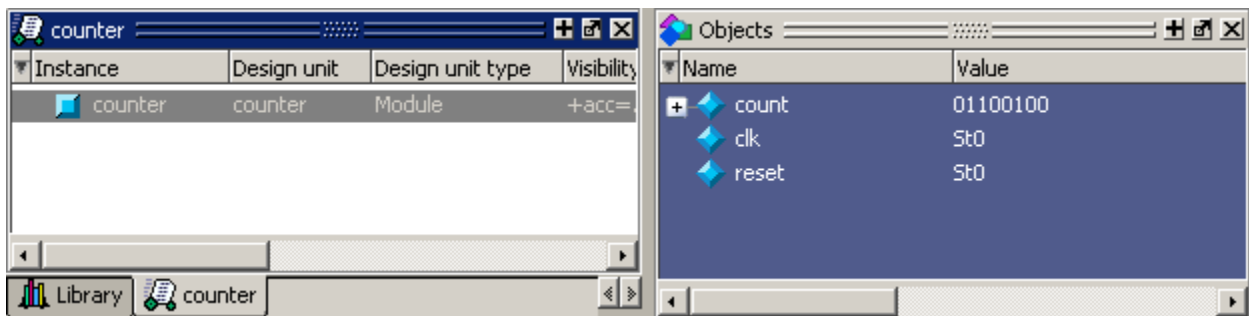 counter
Instance Design unit Design unit type Visibility
counter counter Module +acc=.
Library counter
Objects
Name Value
count 01100100
clk St0
reset St0